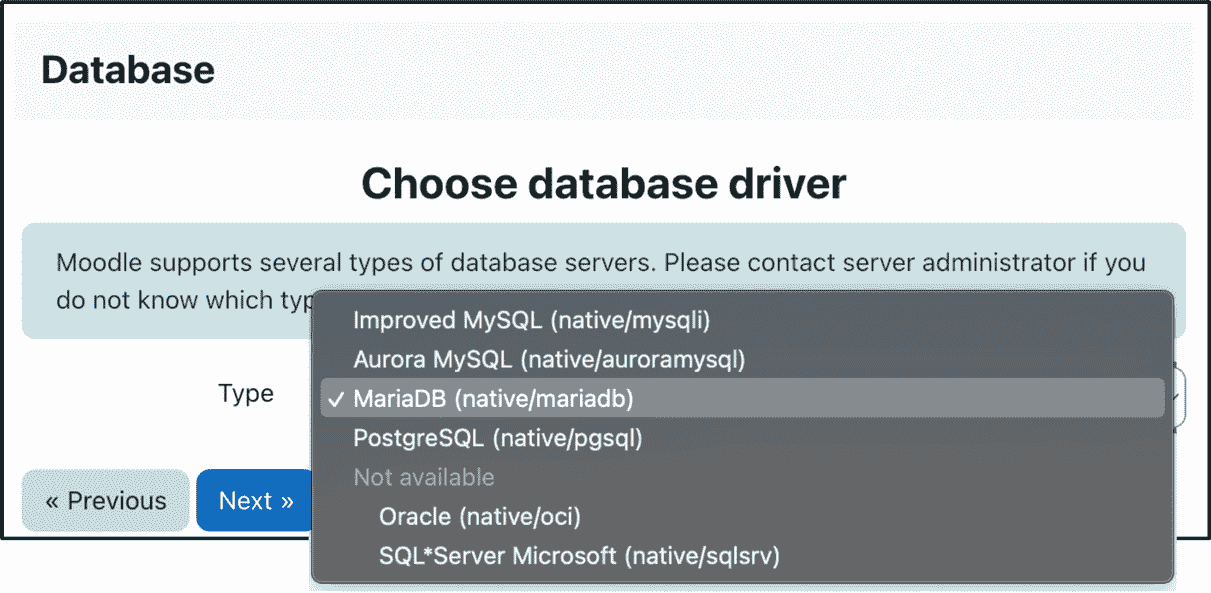 Database
Choose database driver
Moodle supports several types of database servers. Please contact server administrator if you
do not know which typ
Improved MySQL (native/mysqli)
Aurora MySQL (native/auroramysql)
Type
✓ MariaDB (native/mariadb)
PostgreSQL (native/pgsql)
Not available
« Previous
Next »
Oracle (native/oci)
SQL*Server Microsoft (native/sqlsrv)